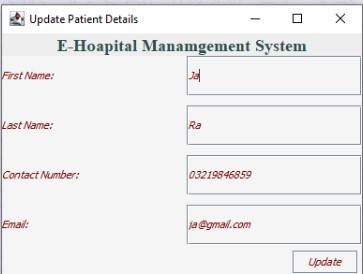 Update Patient Details
E-Hoapital Manamgement System
First Name: Ja
Last Name: Ra
Contact Number: 03219846859
Email: ja@gmail.com
Update